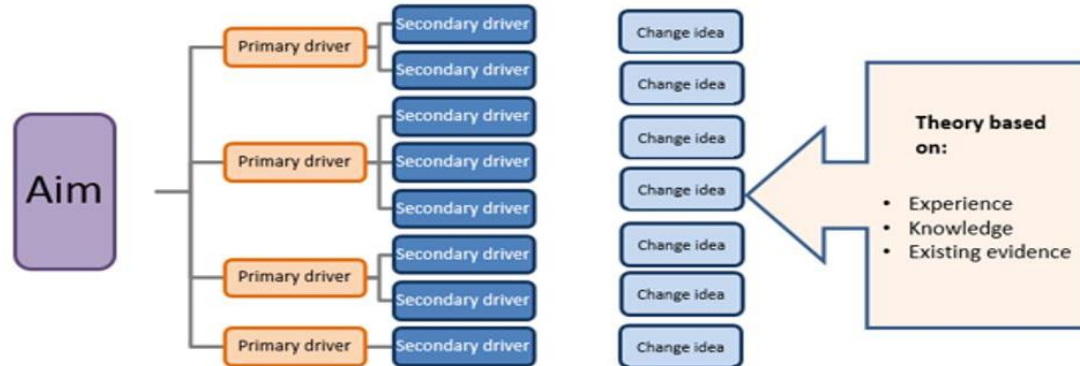 Aim
Primary driver
Primary driver
Primary driver
Primary driver
Secondary driver
Secondary driver
Secondary driver
Secondary driver
Secondary driver
Secondary driver
Secondary driver
Secondary driver
Change idea
Change idea
Change idea
Change idea
Change idea
Change idea
Change idea
Theory based
on:
• Experience
• Knowledge
• Existing evidence